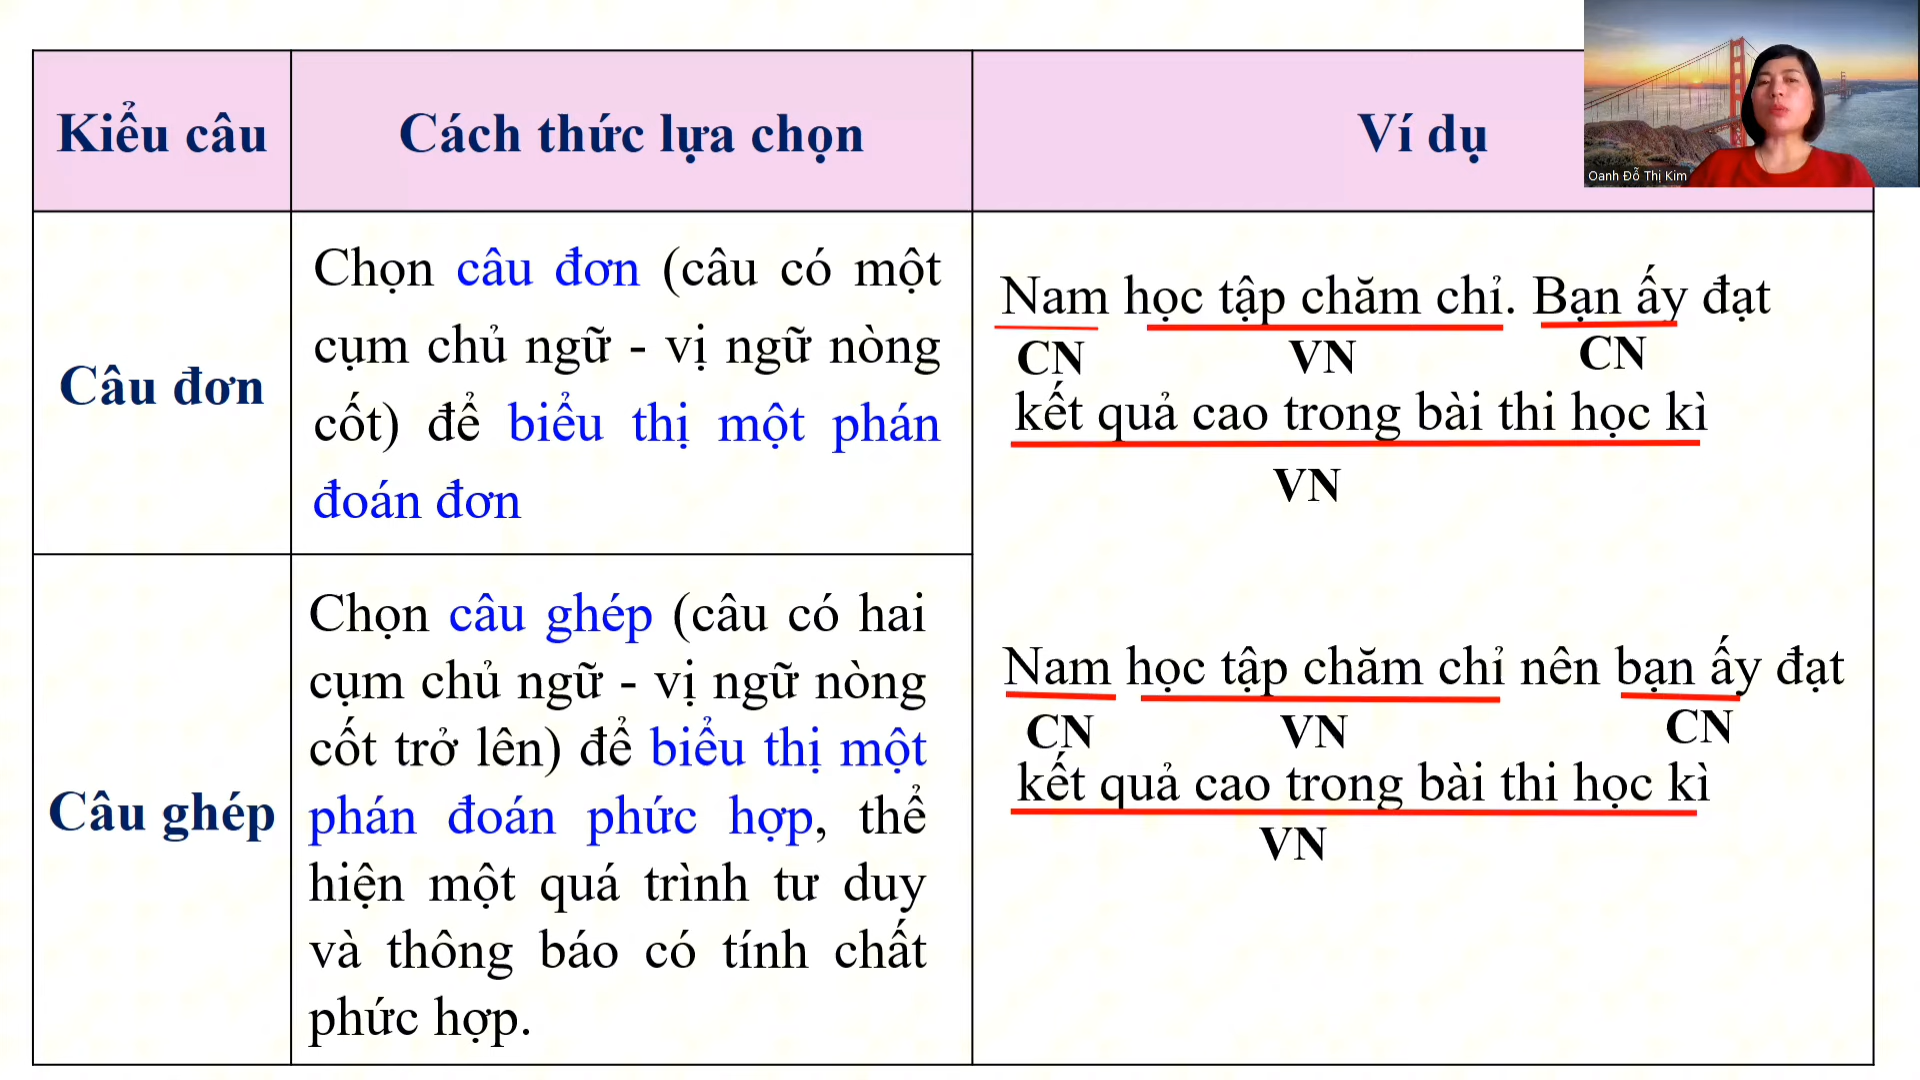 Kiểu câu
Cách thức lựa chọn
Ví dụ
Oanh Đỗ Thị Kim
Câu đơn
Chọn câu đơn (câu có một
cụm chủ ngữ - vị ngữ nòng
cốt) để biểu thị một phán
đoán đơn
Nam học tập chăm chỉ. Bạn ấy đạt
CN VN CN
kết quả cao trong bài thi học kì
VN
Câu ghép
Chọn câu ghép (câu có hai
cụm chủ ngữ - vị ngữ nòng
cốt trở lên) để biểu thị một
phán đoán phức hợp, thể
hiện một quá trình tư duy
và thông báo có tính chất
phức hợp.
Nam học tập chăm chỉ nên bạn ấy đạt
CN VN CN
kết quả cao trong bài thi học kì
VN